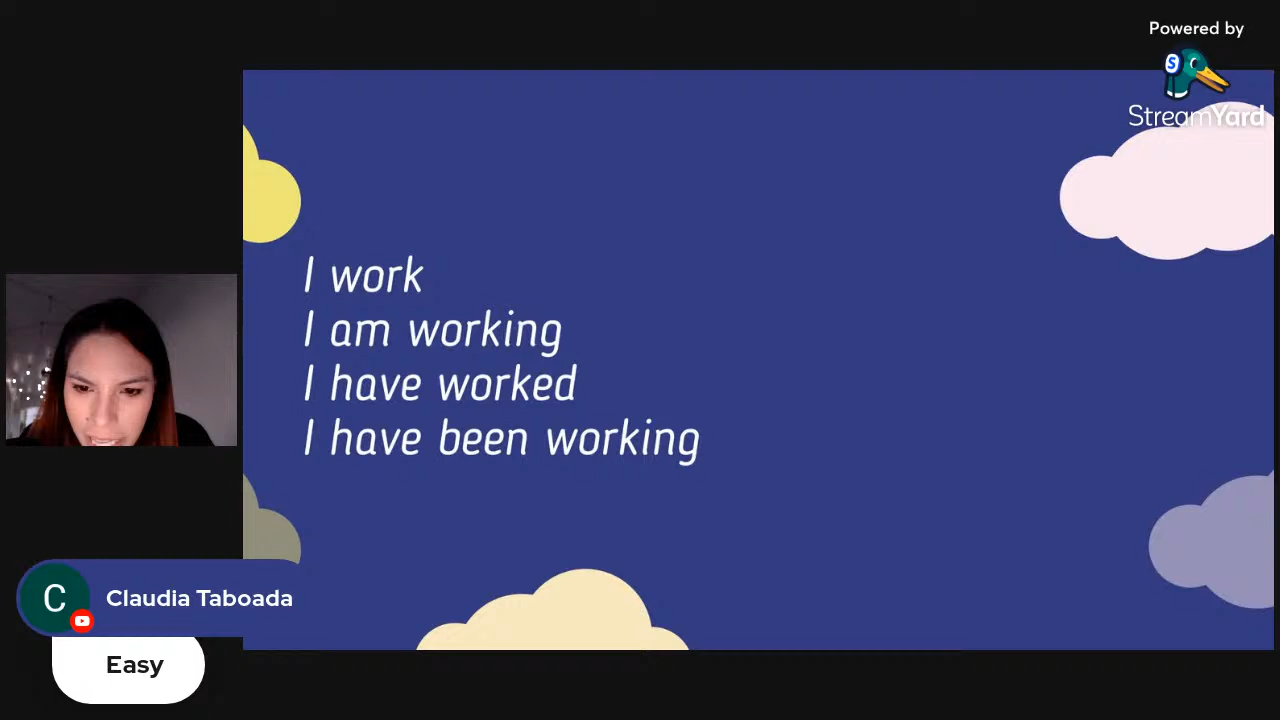 Powered by
S
StreamYard
I work
I am working
I have worked
I have been working
C
Claudia Taboada
Easy